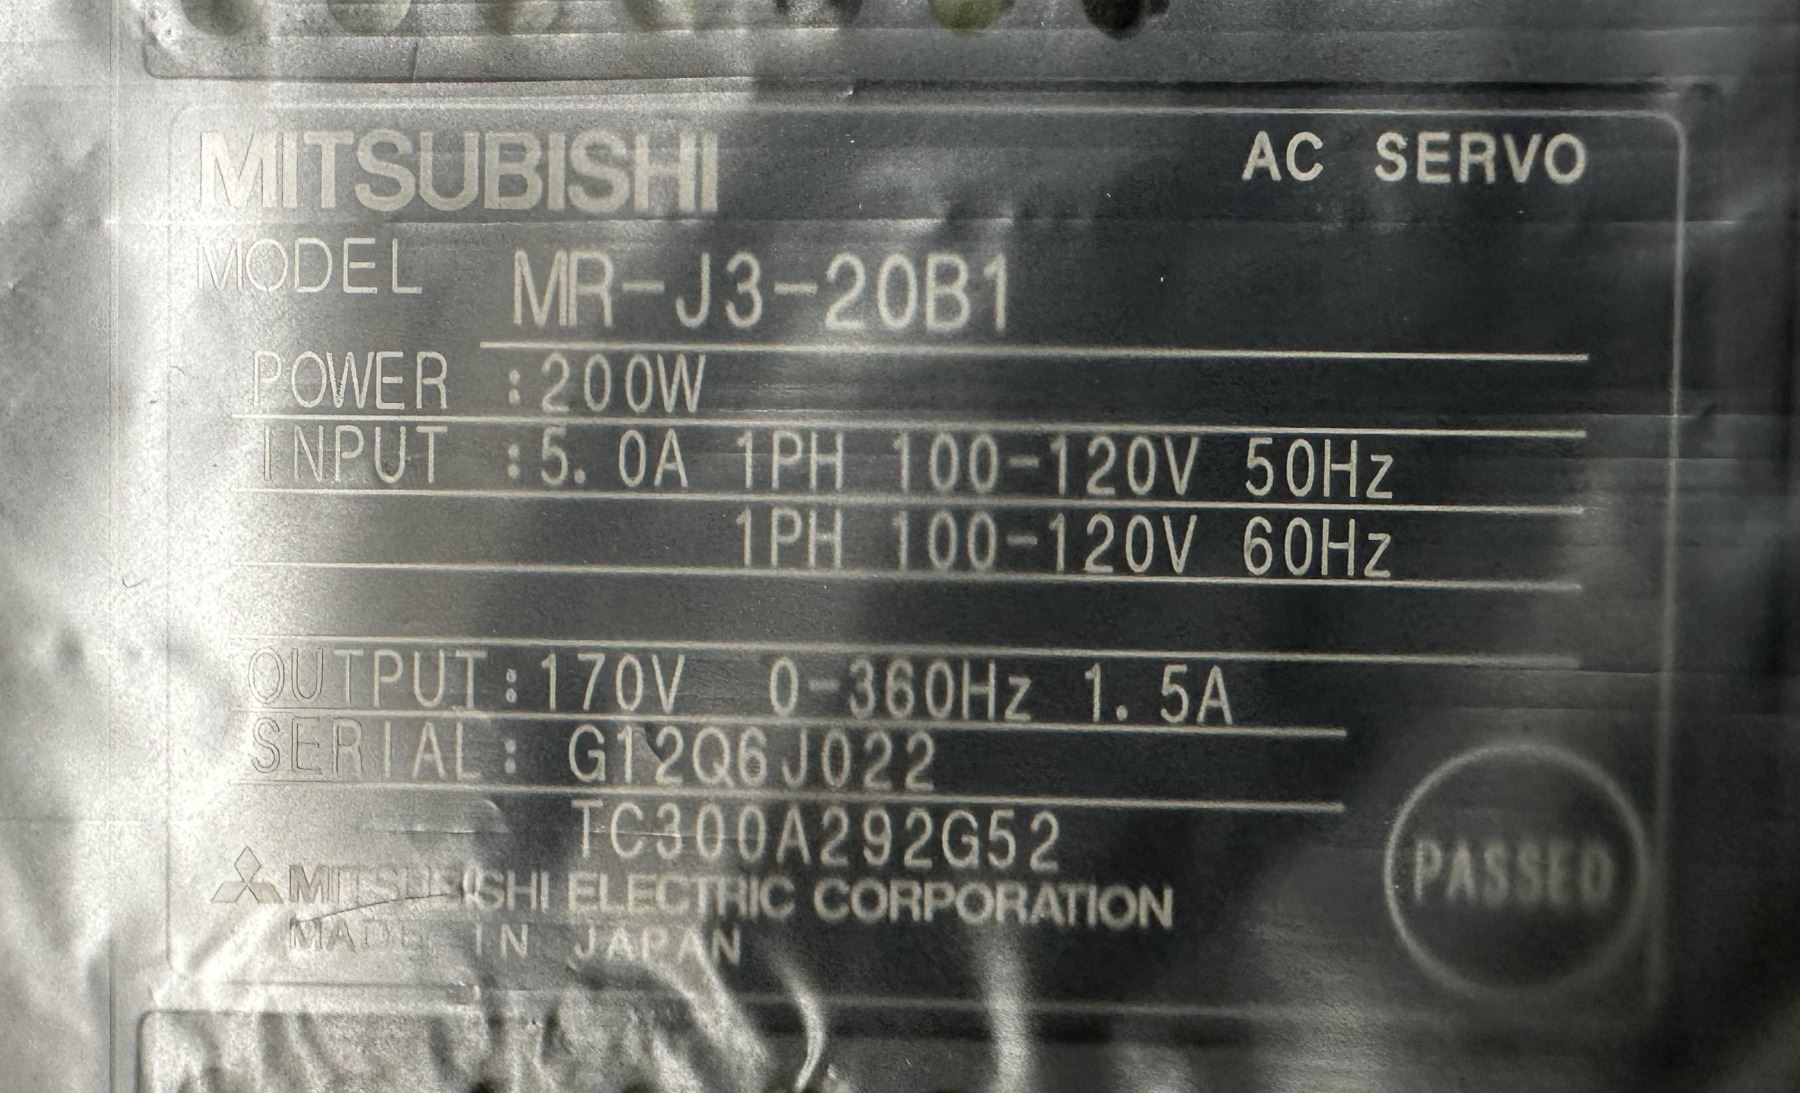 MITSUBISHI AC SERVO
MODEL MR-J3-20B1
POWER :200W
INPUT :5.0A 1PH 100-120V 50Hz
1PH 100-120V 60Hz
OUTPUT:170V 0-360Hz 1.5A
SERIAL: G12Q6J022
TC300A292G52
MITSUBISHI ELECTRIC CORPORATION
MADE IN JAPAN
PASSED